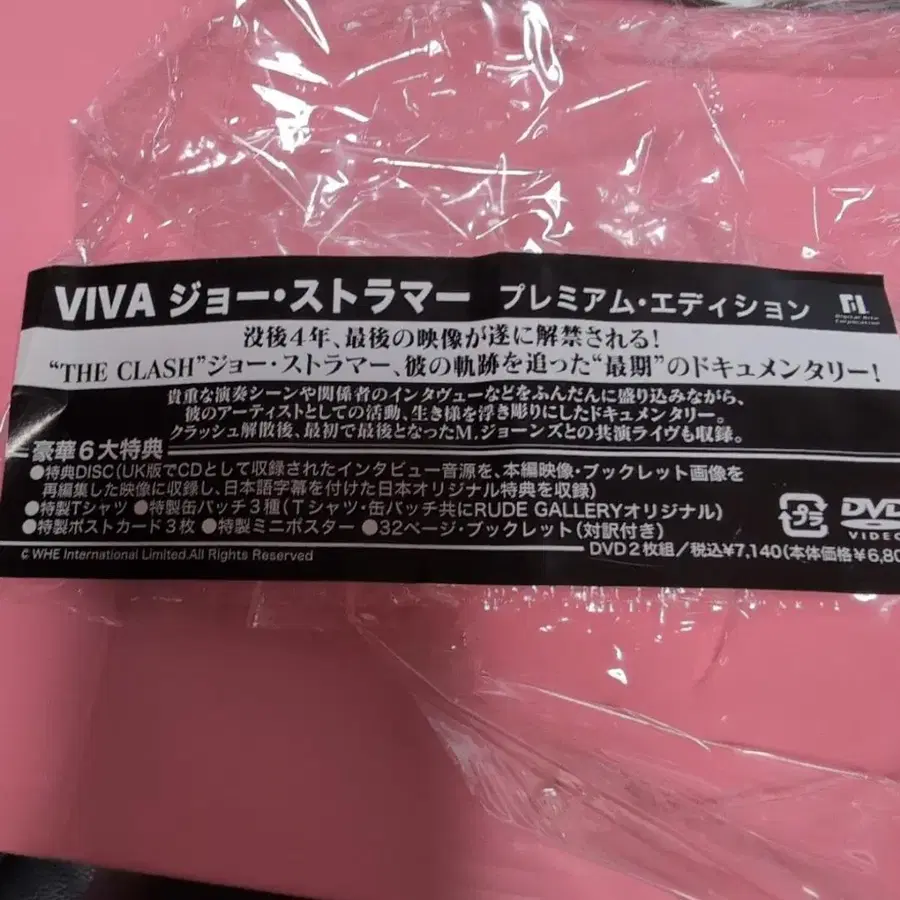 VIVA ジョー・ストラマー プレミアム・エディション
Digital Site Corporation
没後4年、最後の映像が遂に解禁される!
“THE CLASH”ジョー・ストラマー、彼の軌跡を追った“最期”のドキュメンタリー!
貴重な演奏シーンや関係者のインタヴューなどをふんだんに盛り込みながら、
彼のアーティストとしての活動、生き様を浮き彫りにしたドキュメンタリー。
クラッシュ解散後、最初で最後となったM.ジョーンズとの共演ライヴも収録。
豪華6大特典
●特典DISC(UK版でCDとして収録されたインタビュー音源を、本編映像・ブックレット画像を
再編集した映像に収録し、日本語字幕を付けた日本オリジナル特典を収録)
●特製Tシャツ ●特製缶バッチ3種(Tシャツ・缶バッチ共にRUDE GALLERYオリジナル)
●特製ポストカード3枚 ●特製ミニポスター ●32ページ・ブックレット(対訳付き)
プラ
DVD
VIDEO
DVD2枚組/税込¥7,140(本体価格¥6,80
© WHE International Limited.All Rights Reserved